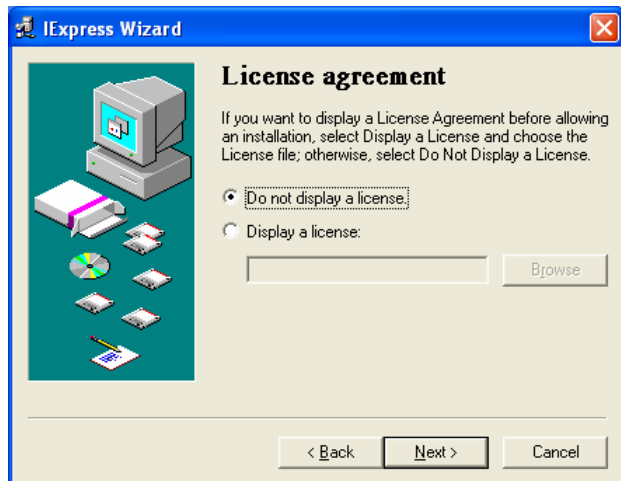 IExpress Wizard
License agreement
If you want to display a License Agreement before allowing
an installation, select Display a License and choose the
License file; otherwise, select Do Not Display a License.
Do not display a license.
Display a license:
Browse
< Back
Next >
Cancel